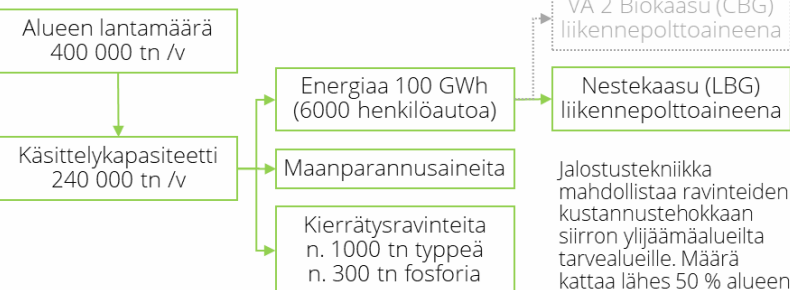 Alueen lantamäärä
400 000 tn /v
Käsittelykapasiteetti
240 000 tn /v
Energiaa 100 GWh
(6000 henkilöautoa)
Maanparannusaineita
Kierrätysravinteita
n. 1000 tn typpeä
n. 300 tn fosforia
VA 2 Biokaasu (CBG)
liikennepolttoaineena
Nestekaasu (LBG)
liikennepolttoaineena
Jalostustekniikka
mahdollistaa ravinteiden
kustannustehokkaan
siirron ylijäämäalueilta
tarvealueille. Määrä
kattaa lähes 50 % alueen